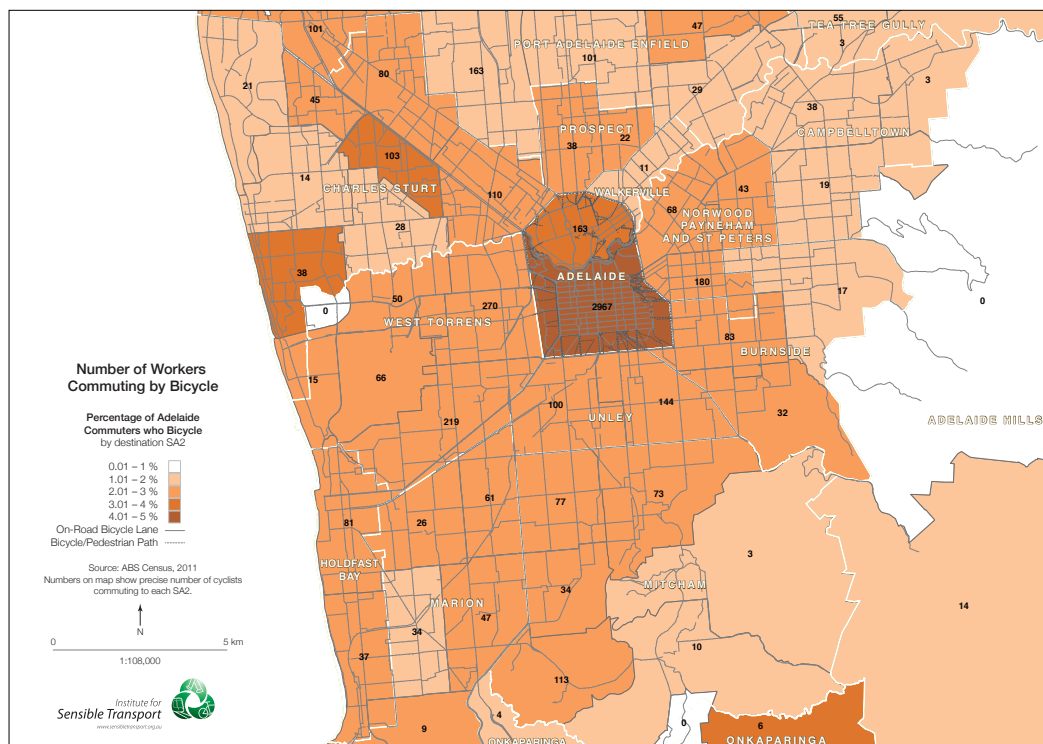 47
55
TEA TREE GULLY
101
PORT ADELAIDE ENFIELD
3
101
163
80
21
3
29
45
38
PROSPECT
22
CAMPBELLTOWN
38
103
11
14
CHARLES STURT
19
43
WALKERVILLE
110
68
NORWOOD
PAYNEHAM
AND ST PETERS
28
163
38
ADELAIDE
180
17
0
50
270
2967
0
WEST TORRENS
83
BURNSIDE
Number of Workers
Commuting by Bicycle
15
66
100
144
UNLEY
32
219
ADELAIDE HILLS
Percentage of Adelaide
Commuters who Bicycle
by destination SA2
0.01 – 1 %
1.01 – 2 %
2.01 – 3 %
3.01 – 4 %
4.01 – 5 %
On-Road Bicycle Lane
Bicycle/Pedestrian Path
61
77
73
81
26
Source: ABS Census, 2011
Numbers on map show precise number of cyclists
commuting to each SA2.
HOLDFAST
BAY
3
MITCHAM
34
MARION
47
14
34
N
0
5 km
1:108,000
37
10
113
Institute for
Sensible Transport
www.sensibletransport.org.au
9
4
0
6
ONKAPARINGA
ONKAPARINGA